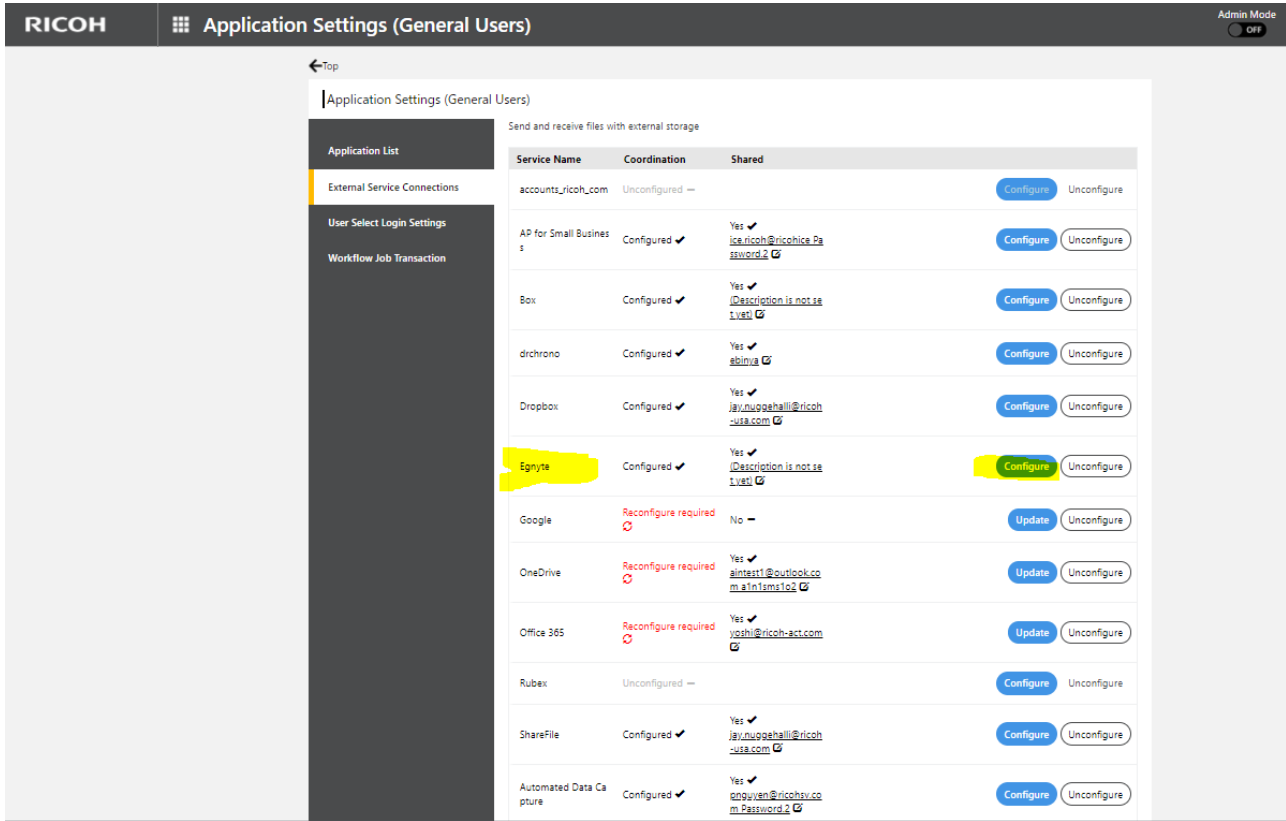 RICOH
Application Settings (General Users)
Admin Mode
OFF
Top
Application Settings (General Users)
Application List
External Service Connections
User Select Login Settings
Workflow Job Transaction
Send and receive files with external storage
Service Name Coordination Shared
accounts_ricoh_com Unconfigured Configure Unconfigure
AP for Small Busines
s
Configured
Yes
ice.ricoh@ricohice Pa
ssword.2
Configure Unconfigure
Box Configured
Yes
(Description is not se
t yet)
Configure Unconfigure
drchrono Configured
Yes
ebinya
Configure Unconfigure
Dropbox Configured
Yes
jay.nuggehalli@ricoh
-usa.com
Configure Unconfigure
Egnyte Configured
Yes
(Description is not se
t yet)
Configure Unconfigure
Google
Reconfigure required
No
Update Unconfigure
OneDrive
Reconfigure required
Yes
aintest1@outlook.co
m a1n1sms1o2
Update Unconfigure
Office 365
Reconfigure required
Yes
yoshi@ricoh-act.com
Update Unconfigure
Rubex Unconfigured Configure Unconfigure
ShareFile Configured
Yes
jay.nuggehalli@ricoh
-usa.com
Configure Unconfigure
Automated Data Ca
pture
Configured
Yes
pnguyen@ricohsv.co
m Password.2
Configure Unconfigure